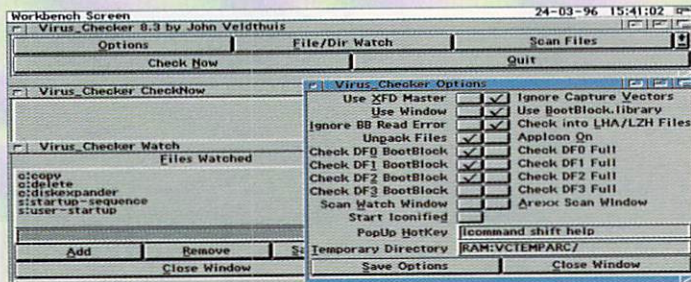 Workbench Screen 24-03-96 15:41:02
Virus_Checker 8.3 by John Veldthuis
Options File/Dir Watch Scan Files
Check Now Quit
Virus_Checker CheckNow
Virus_Checker Watch
Files Watched
c:copy
c:delete
c:diskexpander
s:startup-sequence
s:user-startup
Add Remove
Close Window
Virus_Checker Options
Use XFD Master Ignore Capture Vectors
Use Window Use BootBlock.library
Ignore BB Read Error Check into LHA/LZH Files
Unpack Files AppIcon On
Check DF0 BootBlock Check DF0 Full
Check DF1 BootBlock Check DF1 Full
Check DF2 BootBlock Check DF2 Full
Check DF3 BootBlock Check DF3 Full
Scan Watch Window Arexx Scan Window
Start Iconified
PopUp HotKey lcommand shift help
Temporary Directory RAM:VCTEMPARC/
Save Options Close Window